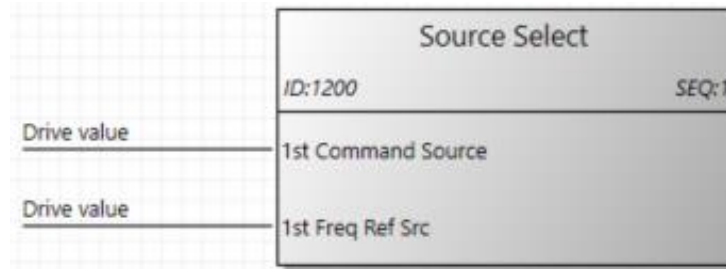 Source Select
ID:1200 SEQ:1
Drive value
1st Command Source
Drive value
1st Freq Ref Src